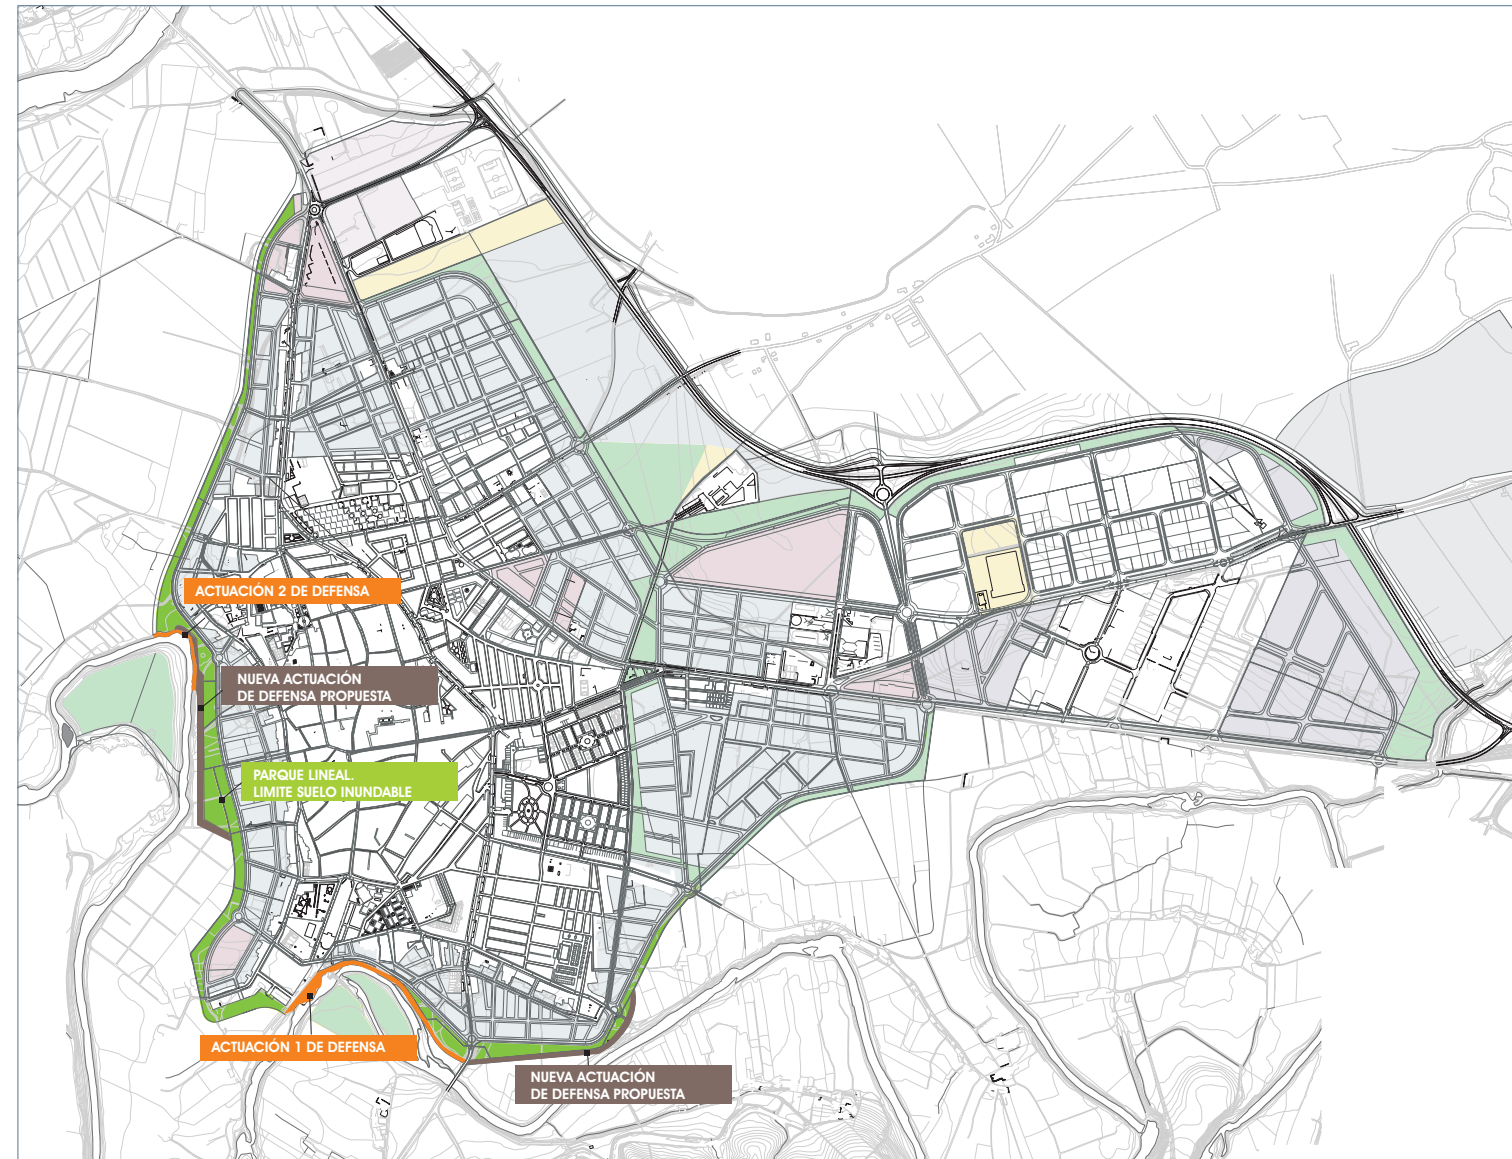 ACTUACIÓN 2 DE DEFENSA
NUEVA ACTUACIÓN
DE DEFENSA PROPUESTA
PARQUE LINEAL.
LIMITE SUELO INUNDABLE
ACTUACIÓN 1 DE DEFENSA
NUEVA ACTUACIÓN
DE DEFENSA PROPUESTA